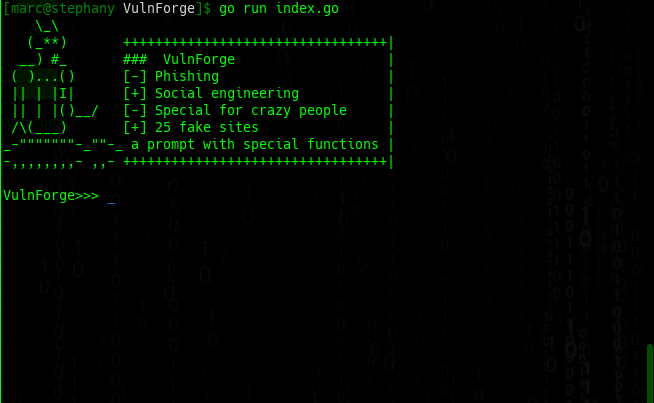 [marc@stephany VulnForge]$ go run index.go
    \_\
   (_**)       +++++++++++++++++++++++++++++++++|
  __) #_       ###  VulnForge                   |
 ( )...()      [-] Phishing                     |
 || | |I|      [+] Social engineering           |
 || | |()__/   [-] Special for crazy people     |
 /\(___)       [+] 25 fake sites                |
_-"""""""-_""-_ a prompt with special functions |
-,,,,,,,,- ,,- +++++++++++++++++++++++++++++++++|
VulnForge>>> _